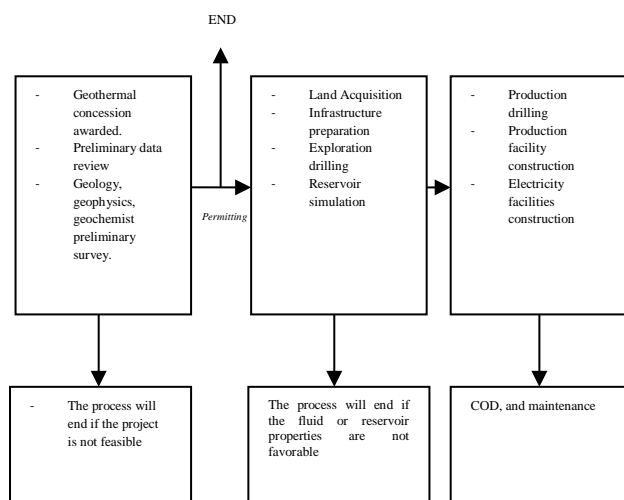 END
- Geothermal
concession
awarded.
- Preliminary data
review
- Geology,
geophysics,
geochemist
preliminary
survey.
Permitting
- Land Acquisition
- Infrastructure
preparation
- Exploration
drilling
- Reservoir
simulation
- Production
drilling
- Production
facility
construction
- Electricity
facilities
construction
- The process will
end if the project
is not feasible
The process will end if
the fluid or reservoir
properties are not
favorable
COD, and maintenance